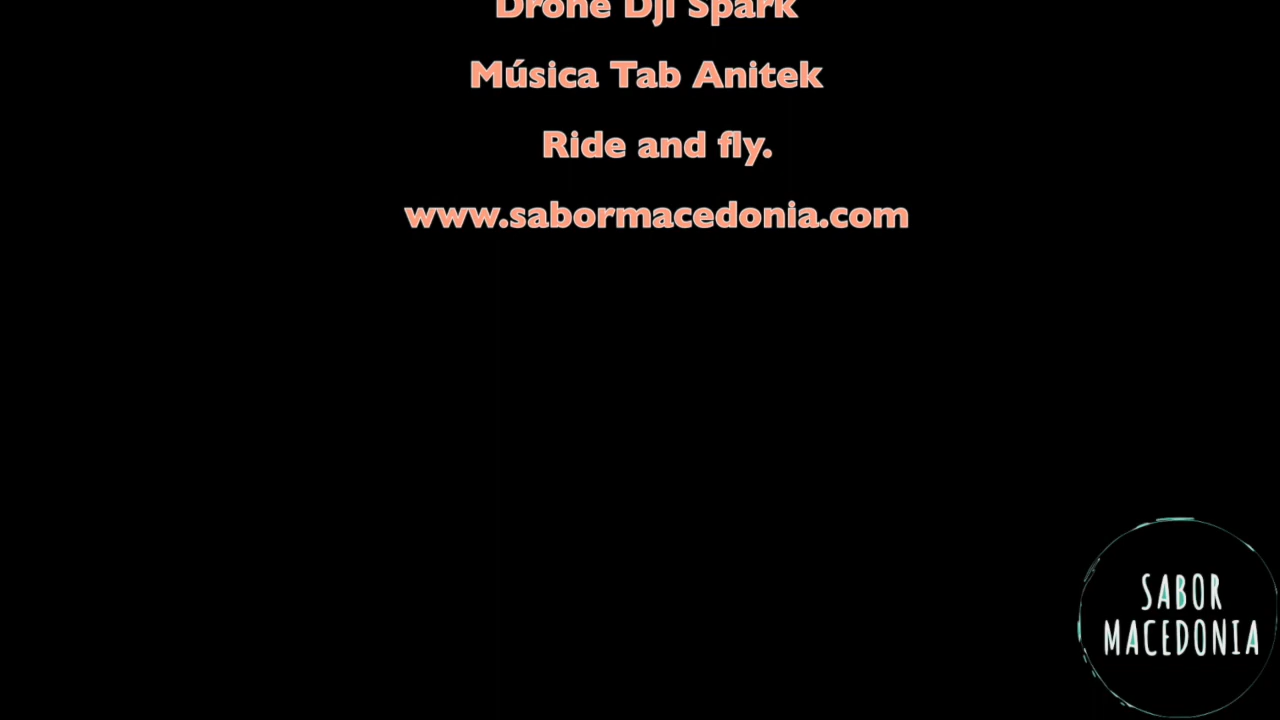 Drone Dji Spark
Música Tab Anitek
Ride and fly.
www.sabormacedonia.com
SABOR
MACEDONIA